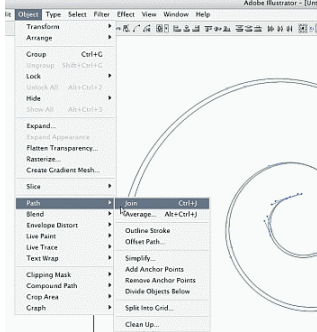 Adobe Illustrator - [Un
Object Type Select Filter Effect View Window Help
Transform
Arrange
Group Ctrl+G
Ungroup Shift+Ctrl+G
Lock
Unlock All Alt+Ctrl+2
Hide
Show All Alt+Ctrl+3
Expand...
Expand Appearance
Flatten Transparency...
Rasterize...
Create Gradient Mesh...
Slice
Path
Blend
Envelope Distort
Live Paint
Live Trace
Text Wrap
Clipping Mask
Compound Path
Crop Area
Graph
Join Ctrl+J
Average... Alt+Ctrl+J
Outline Stroke
Offset Path...
Simplify...
Add Anchor Points
Remove Anchor Points
Divide Objects Below
Split Into Grid...
Clean Up...